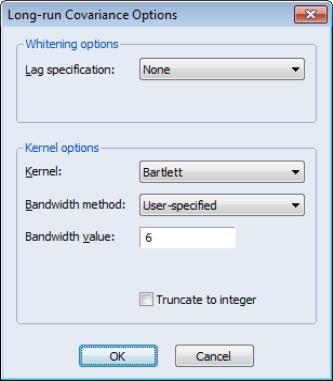 Long-run Covariance Options
Whitening options
Lag specification: None
Kernel options
Kernel: Bartlett
Bandwidth method: User-specified
Bandwidth value: 6
Truncate to integer
OK Cancel